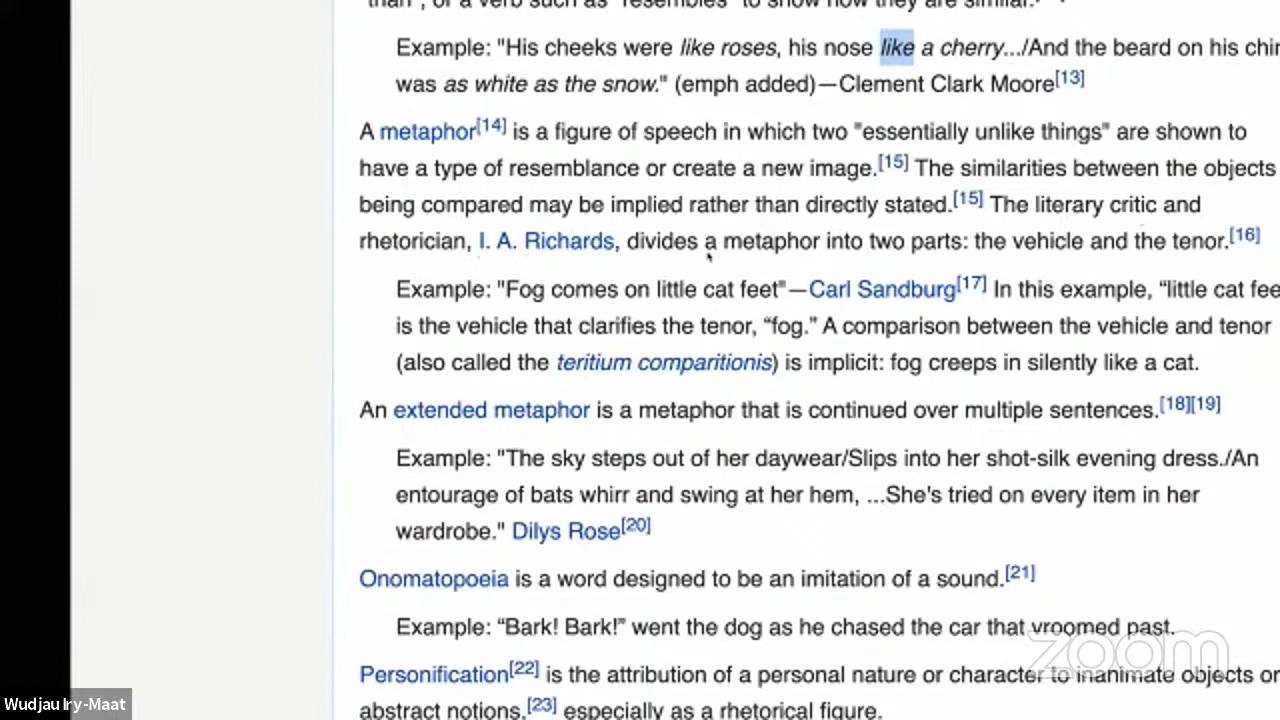 than", or a verb such as "resembles" to show how they are similar.
Example: "His cheeks were like roses, his nose like a cherry.../And the beard on his chin
was as white as the snow." (emph added)—Clement Clark Moore[13]
A metaphor[14] is a figure of speech in which two "essentially unlike things" are shown to
have a type of resemblance or create a new image.[15] The similarities between the objects
being compared may be implied rather than directly stated.[15] The literary critic and
rhetorician, I. A. Richards, divides a metaphor into two parts: the vehicle and the tenor.[16]
Example: "Fog comes on little cat feet"—Carl Sandburg[17] In this example, “little cat fee
is the vehicle that clarifies the tenor, “fog.” A comparison between the vehicle and tenor
(also called the teritium comparitionis) is implicit: fog creeps in silently like a cat.
An extended metaphor is a metaphor that is continued over multiple sentences.[18][19]
Example: "The sky steps out of her daywear/Slips into her shot-silk evening dress./An
entourage of bats whirr and swing at her hem, ...She's tried on every item in her
wardrobe." Dilys Rose[20]
Onomatopoeia is a word designed to be an imitation of a sound.[21]
Example: “Bark! Bark!” went the dog as he chased the car that vroomed past.
zoom
Personification[22] is the attribution of a personal nature or character to inanimate objects or
abstract notions,[23] especially as a rhetorical figure.
Wudjau Iry-Maat